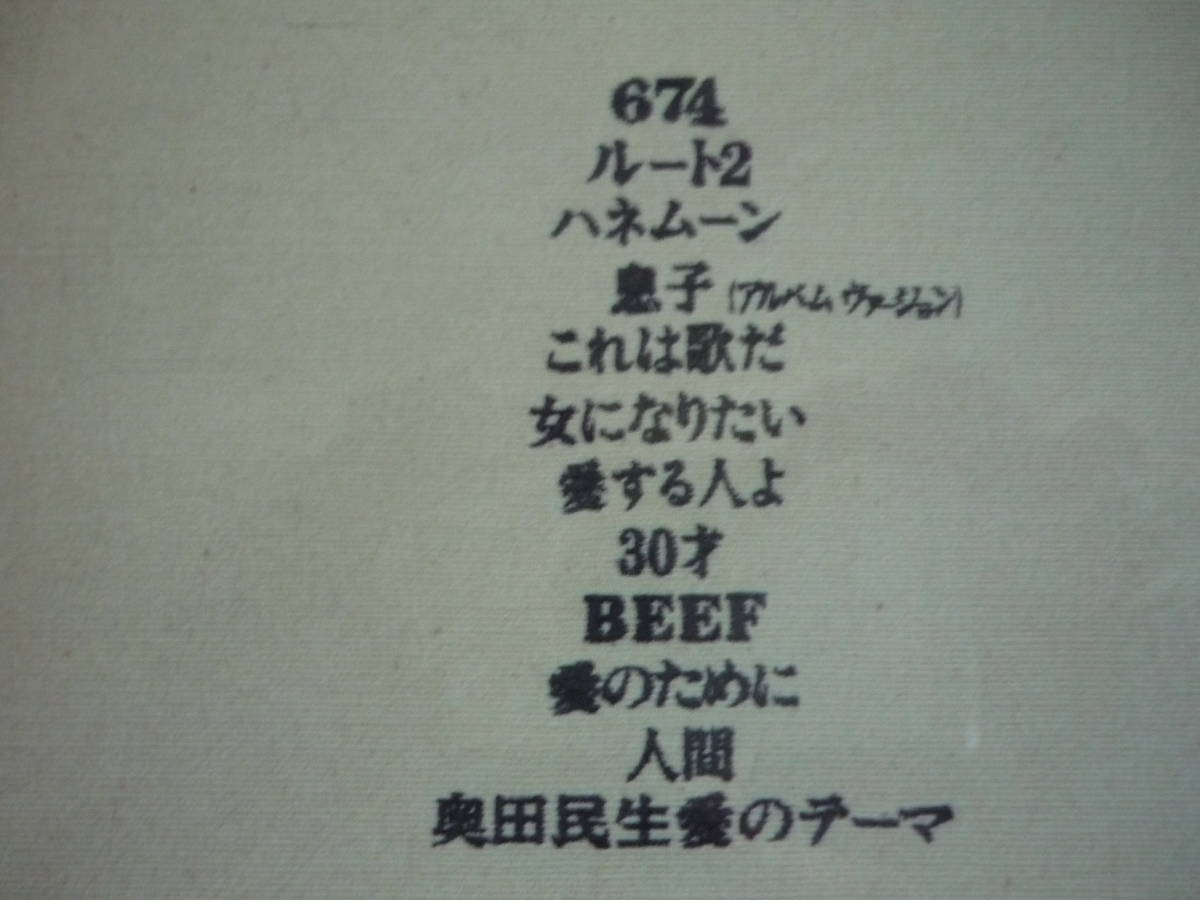 674
ルート2
ハネムーン
息子 (アルバム ヴァージョン)
これは歌だ
女になりたい
愛する人よ
30才
BEEF
愛のために
人間
奥田民生愛のテーマ